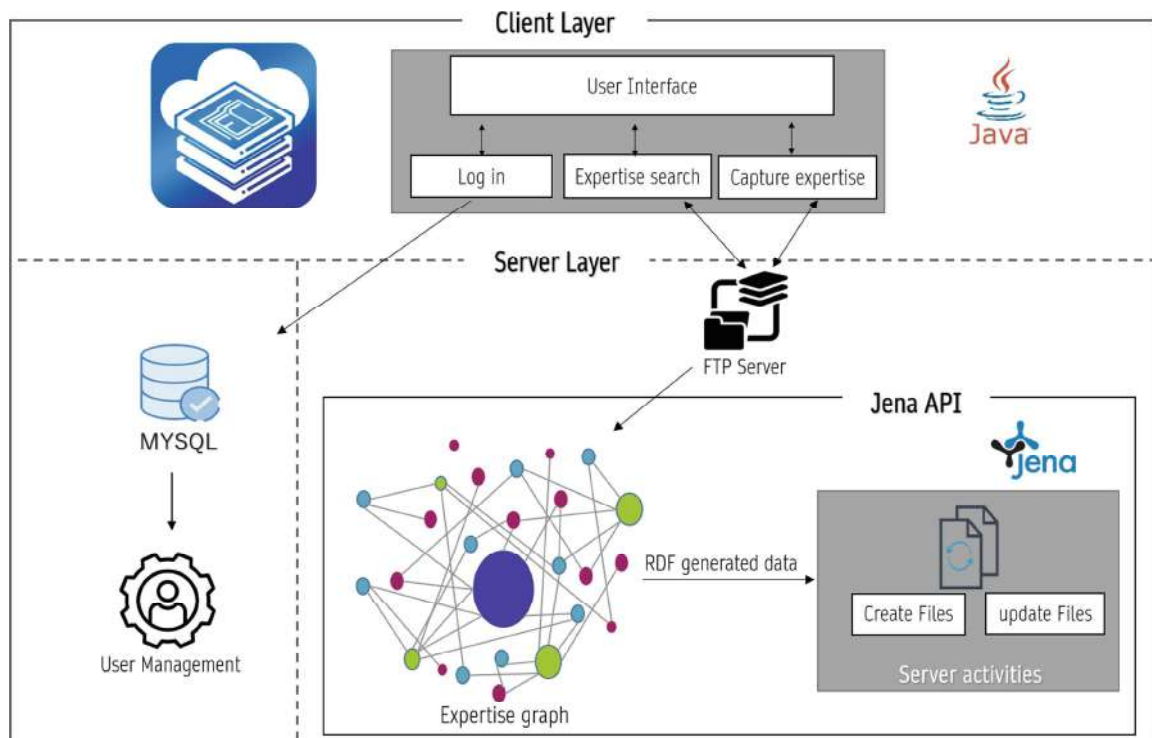 Client Layer
User Interface
Java
Log in
Expertise search
Capture expertise
Server Layer
FTP Server
MYSQL
User Management
Jena API
jena
RDF generated data
Create Files
update Files
Server activities
Expertise graph